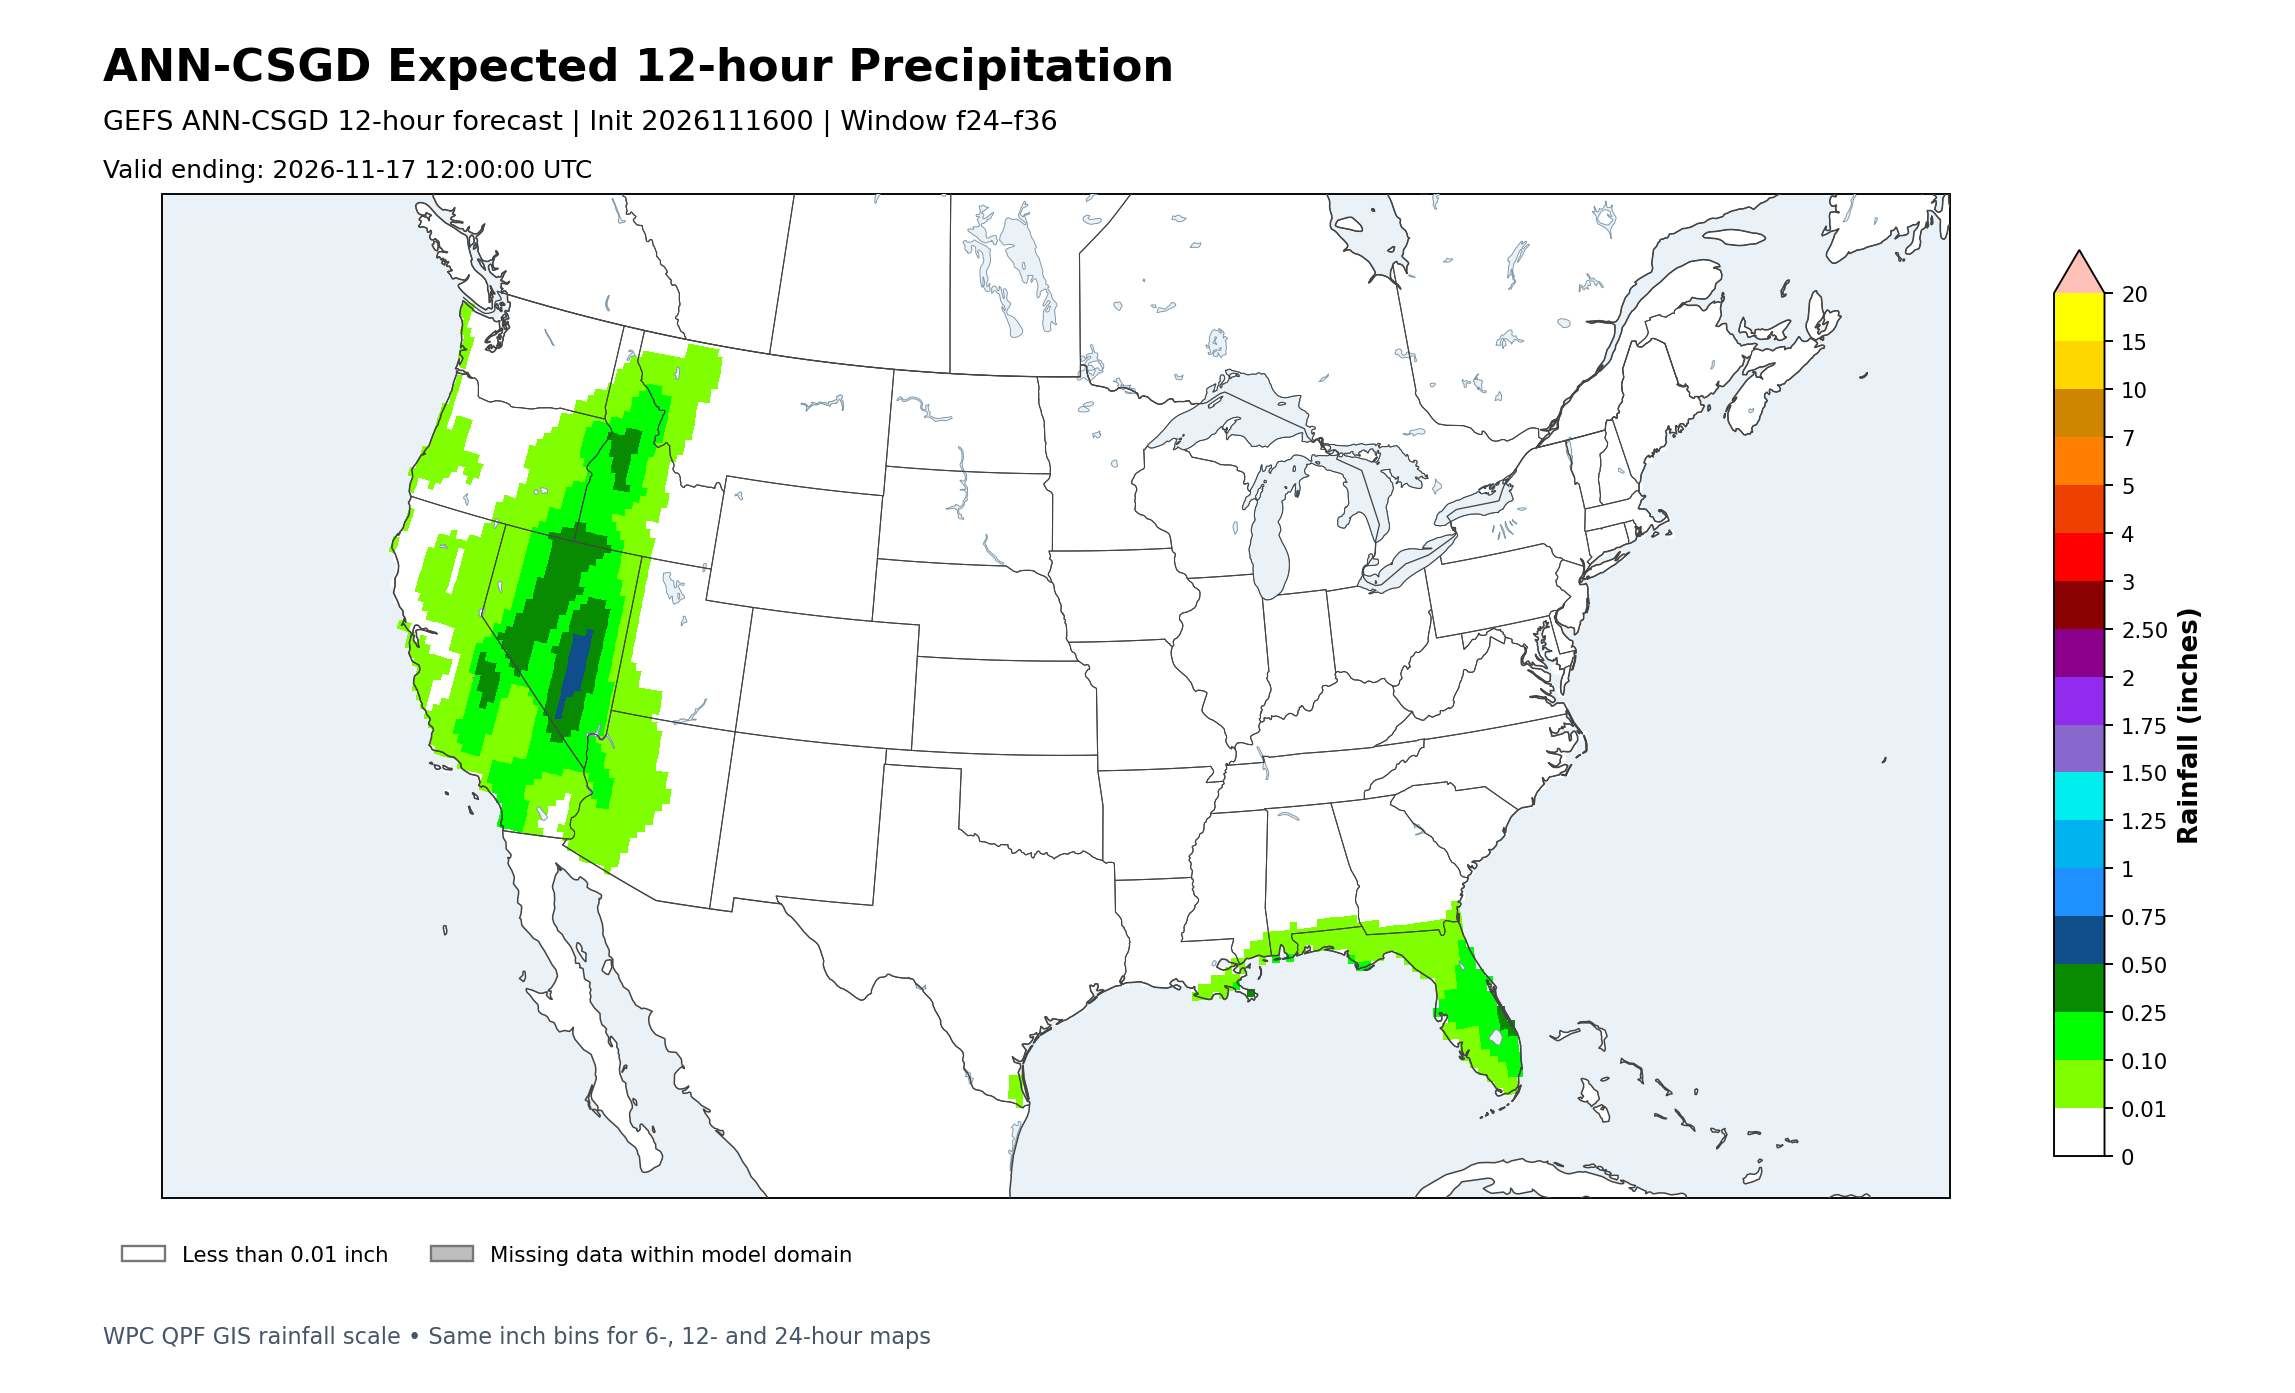 ANN-CSGD Expected 12-hour Precipitation
GEFS ANN-CSGD 12-hour forecast | Init 2026111600 | Window f24–f36
Valid ending: 2026-11-17 12:00:00 UTC
20
15
10
7
5
4
3
2.50
2
1.75
1.50
1.25
1
0.75
0.50
0.25
0.10
0.01
0
Rainfall (inches)
Less than 0.01 inch
Missing data within model domain
WPC QPF GIS rainfall scale • Same inch bins for 6-, 12- and 24-hour maps